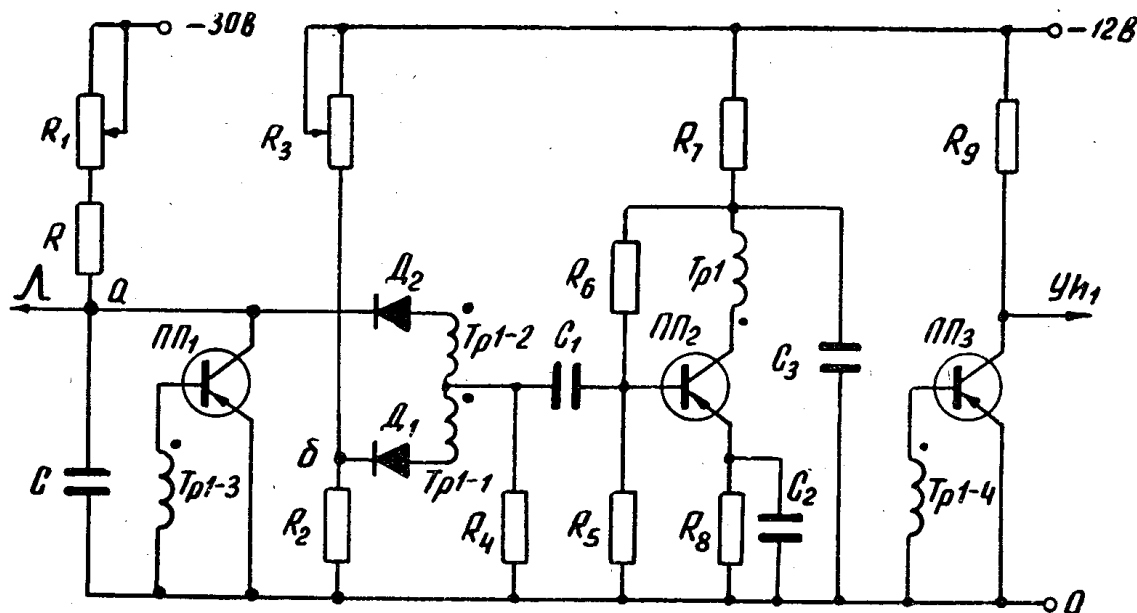 -30В
-12В
R₁
R₃
R₇
R₉
R
R₆
Тр1
Λ
а
Д₂
ПП₁
Тр1-2
C₁
ПП₂
C₃
ПП₃
УИ₁
Д₁
б
C
Тр1-3
Тр1-1
R₂
R₄
R₅
R₈
C₂
Тр1-4
0